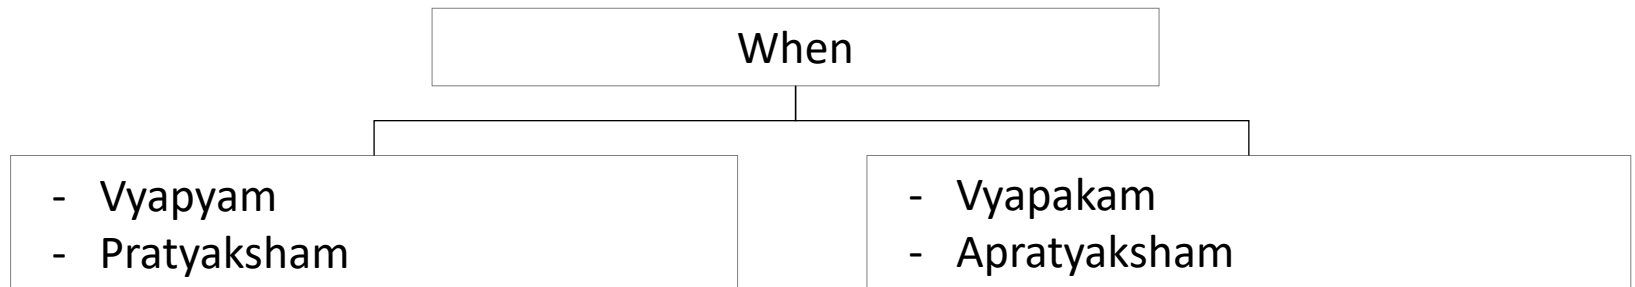 When
- Vyapyam
- Pratyaksham
- Vyapakam
- Apratyaksham